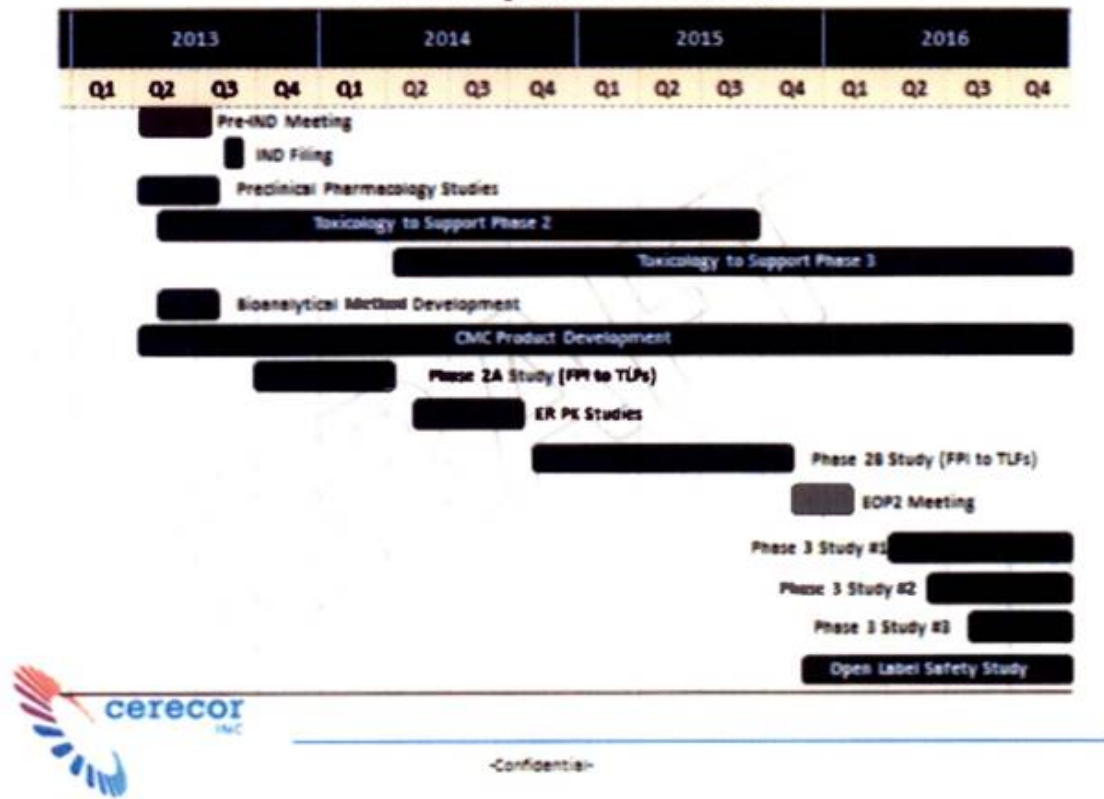 2013 2014 2015 2016
Q1 Q2 Q3 Q4 Q1 Q2 Q3 Q4 Q1 Q2 Q3 Q4 Q1 Q2 Q3 Q4
Pre-IND Meeting
IND Filing
Preclinical Pharmacology Studies
Toxicology to Support Phase 2
Toxicology to Support Phase 3
Bioanalytical Method Development
CMC Product Development
Phase 2A Study (FPI to TLFs)
ER PK Studies
Phase 2B Study (FPI to TLFs)
EOP2 Meeting
Phase 3 Study #1
Phase 3 Study #2
Phase 3 Study #3
Open Label Safety Study
DRAFT
cerecor
INC
-Confidential-